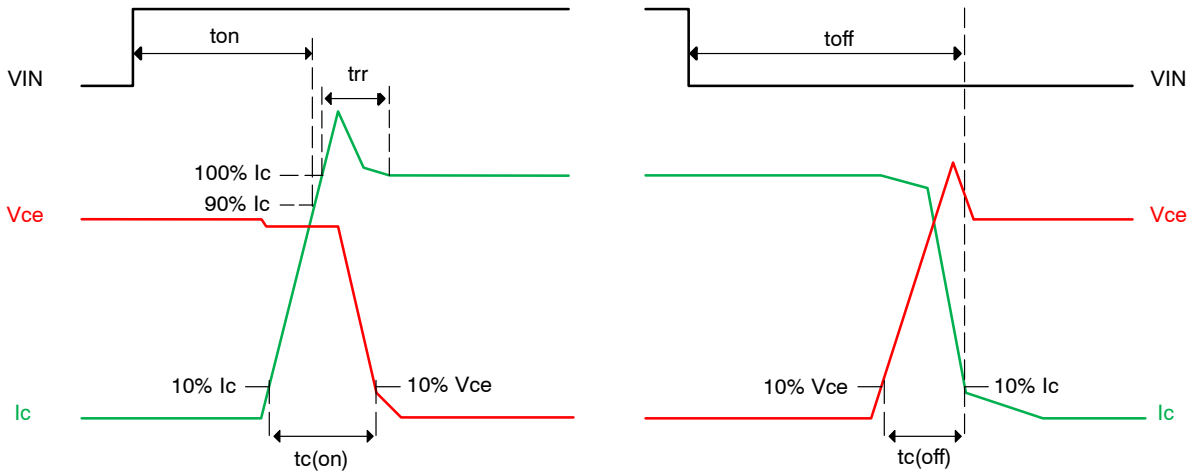 ton
toff
trr
VIN
VIN
100% Ic
90% Ic
Vce
Vce
10% Ic
10% Vce
10% Vce
10% Ic
Ic
Ic
tc(on)
tc(off)